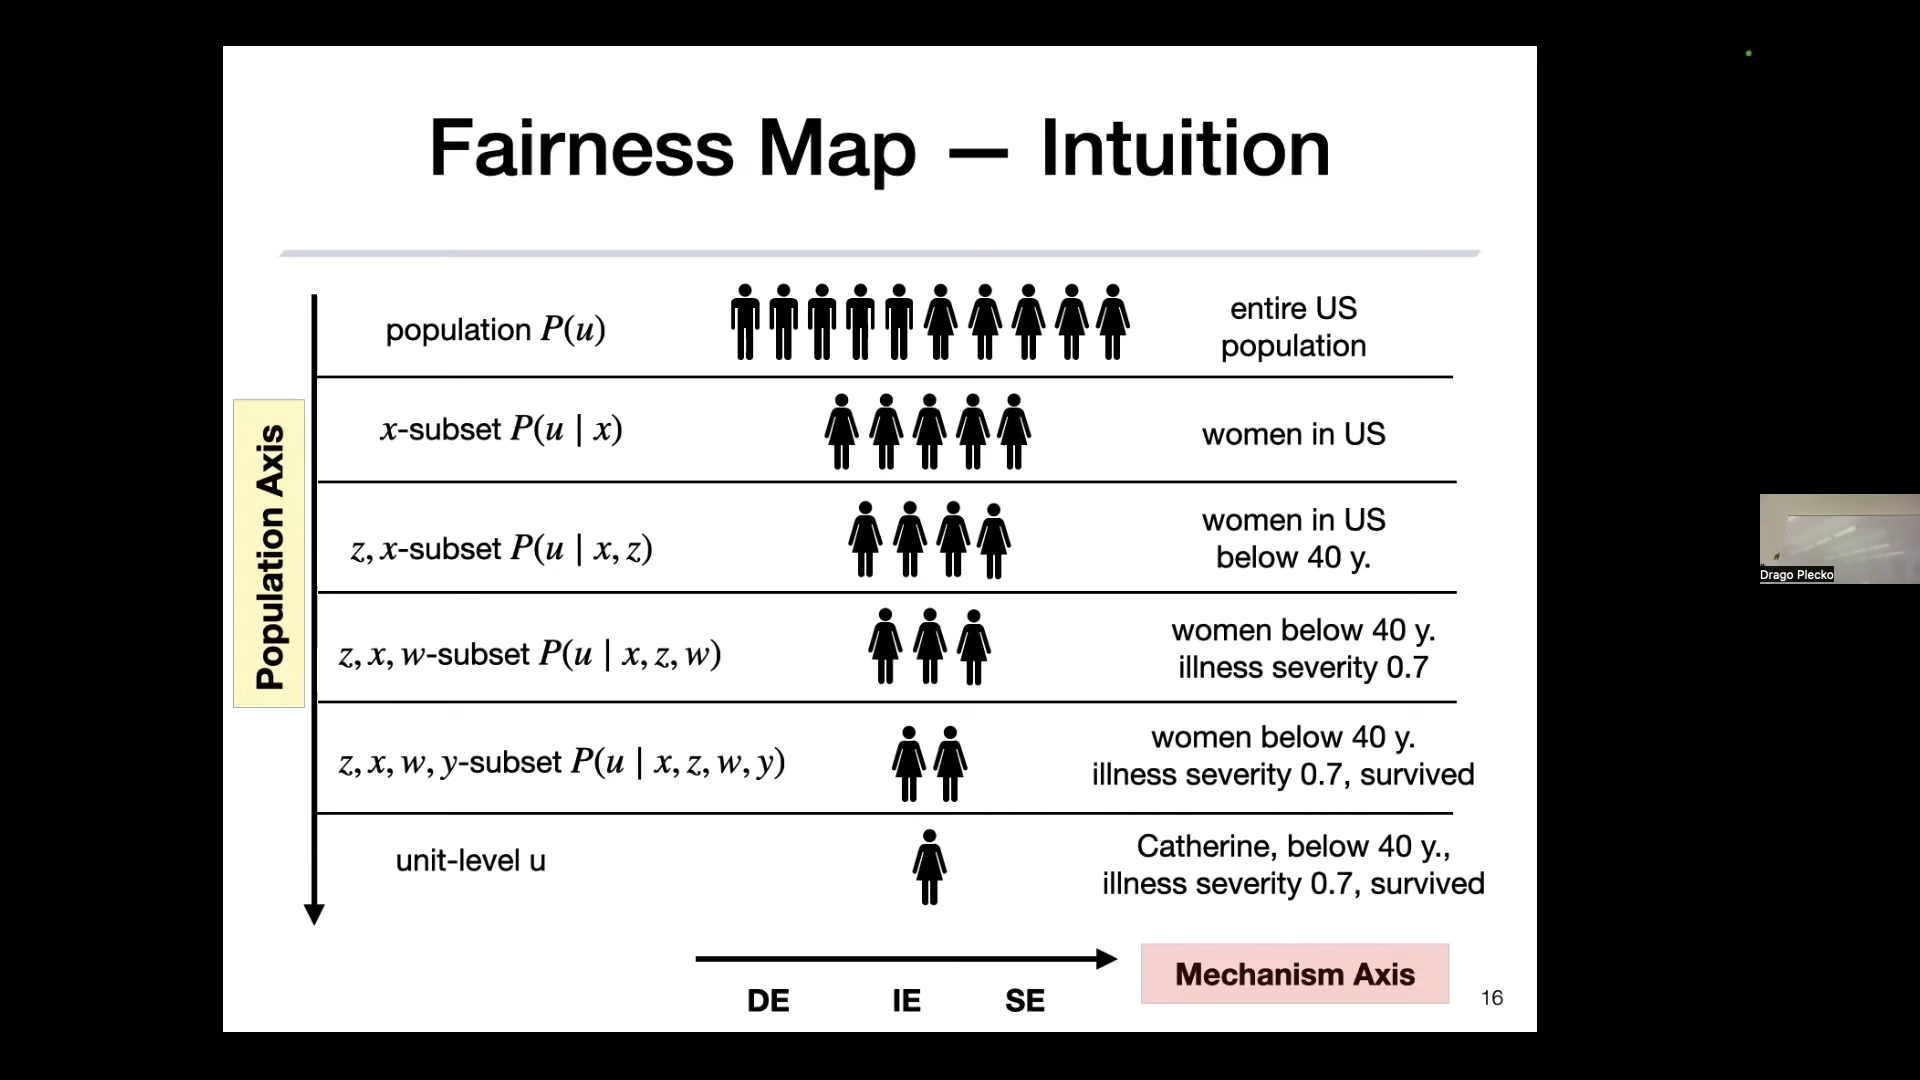 Fairness Map — Intuition
Population Axis
population P(u)
entire US
population
x-subset P(u | x)
women in US
z, x-subset P(u | x, z)
women in US
below 40 y.
z, x, w-subset P(u | x, z, w)
women below 40 y.
illness severity 0.7
z, x, w, y-subset P(u | x, z, w, y)
women below 40 y.
illness severity 0.7, survived
unit-level u
Catherine, below 40 y.,
illness severity 0.7, survived
Mechanism Axis
DE IE SE
16
Drago Plecko